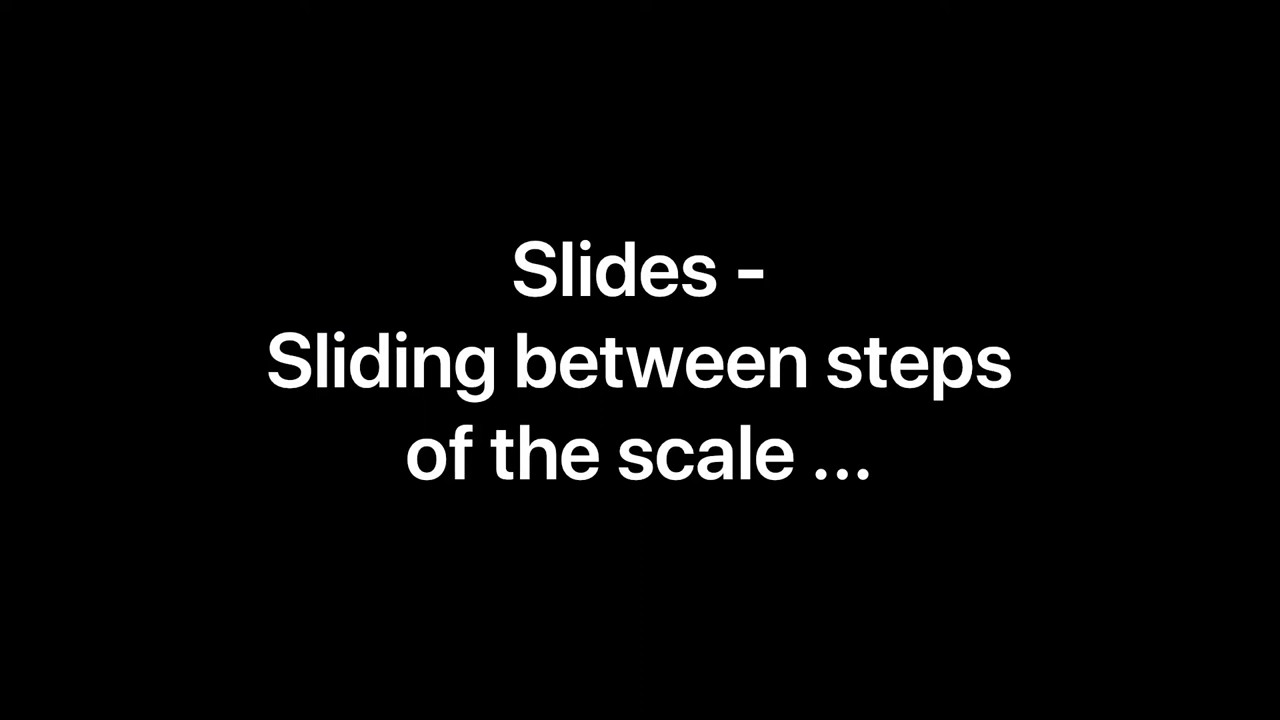 Slides -
Sliding between steps
of the scale ...